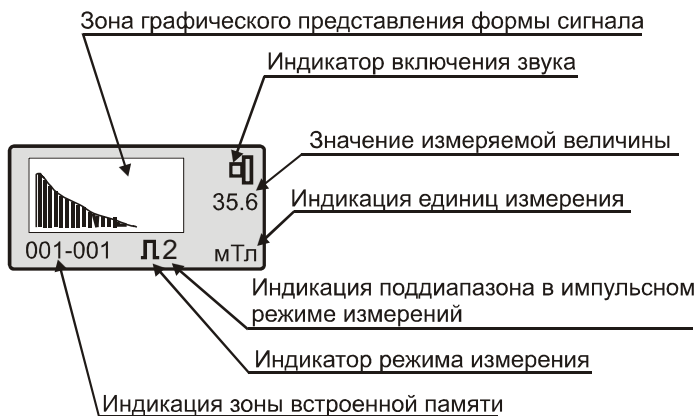 Зона графического представления формы сигнала
Индикатор включения звука
Значение измеряемой величины
35.6
Индикация единиц измерения
001-001
2
мТл
Индикация поддиапазона в импульсном
режиме измерений
Индикатор режима измерения
Индикация зоны встроенной памяти